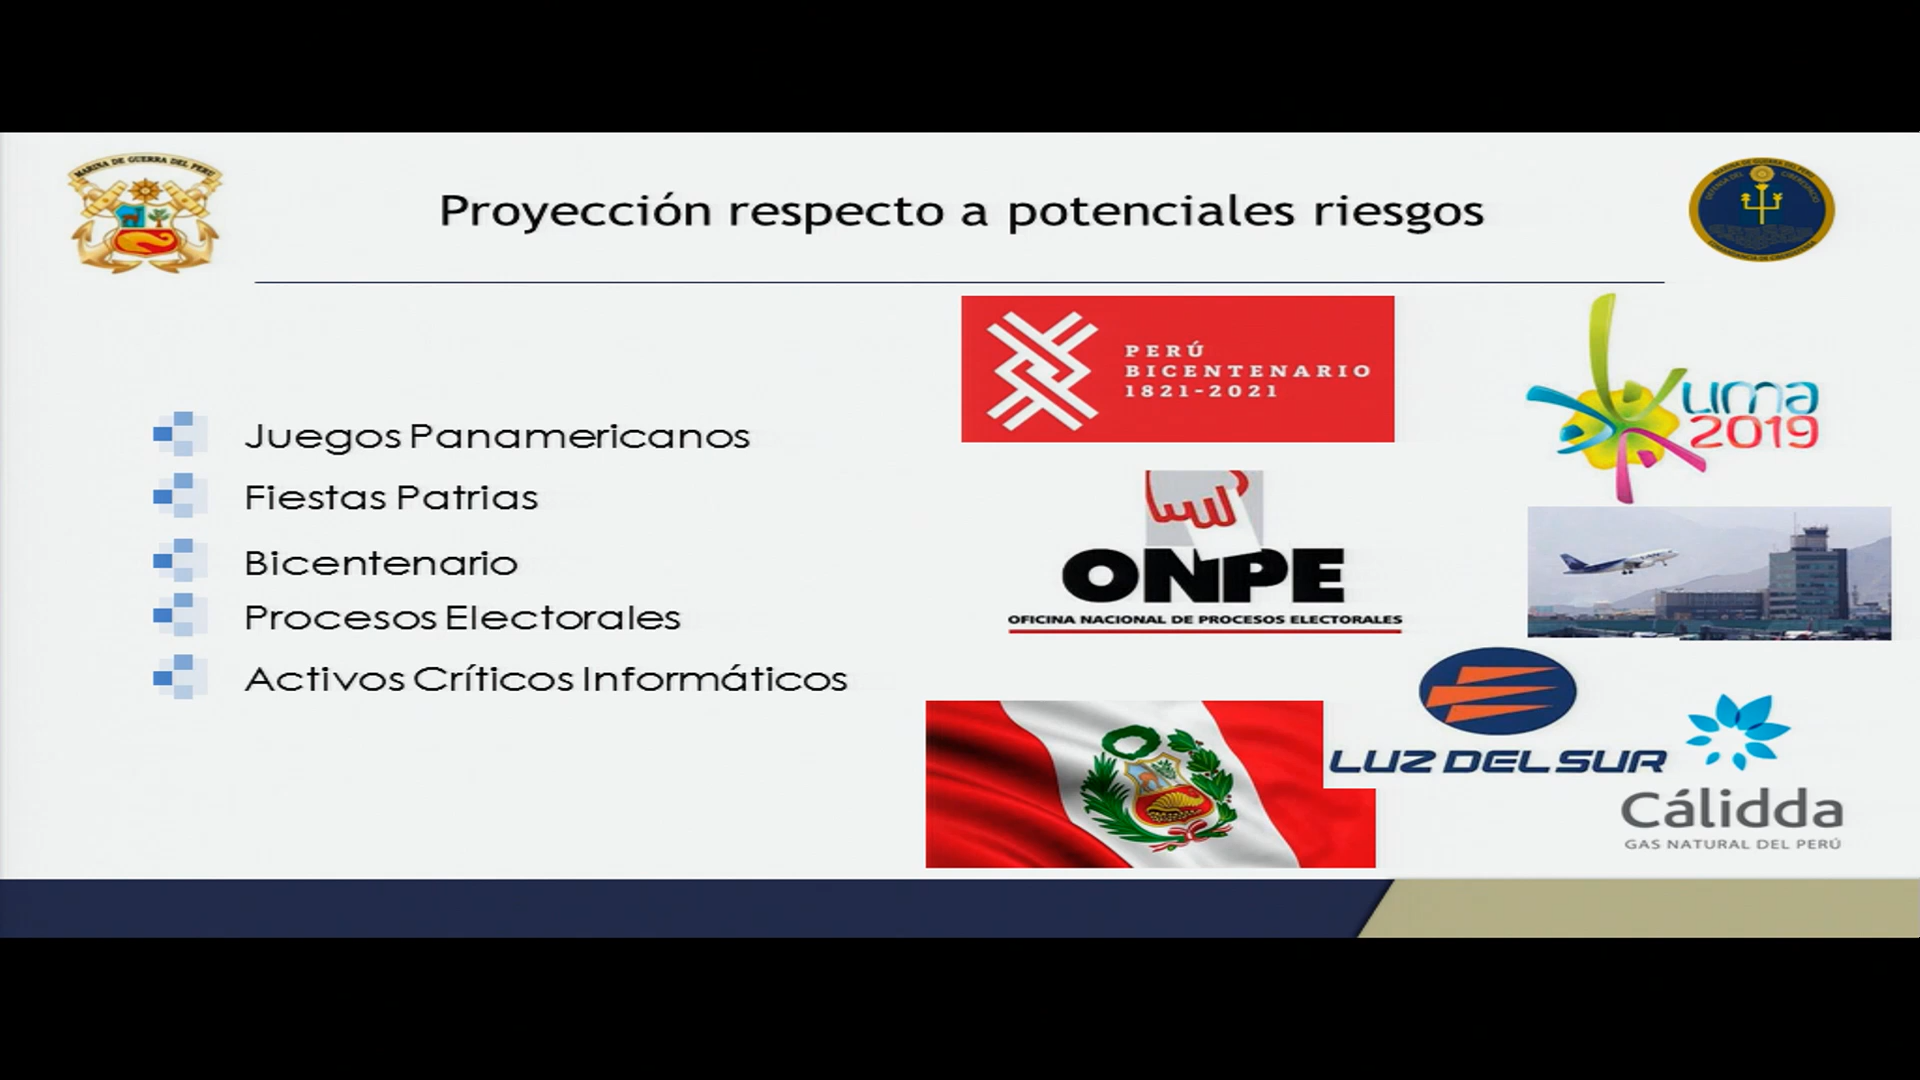 MARINA DE GUERRA DEL PERÚ
Proyección respecto a potenciales riesgos
Juegos Panamericanos
Fiestas Patrias
Bicentenario
Procesos Electorales
Activos Críticos Informáticos
PERÚ
BICENTENARIO
1821-2021
Lima
2019
ONPE
OFICINA NACIONAL DE PROCESOS ELECTORALES
LUZ DEL SUR
Cálidda
GAS NATURAL DEL PERÚ